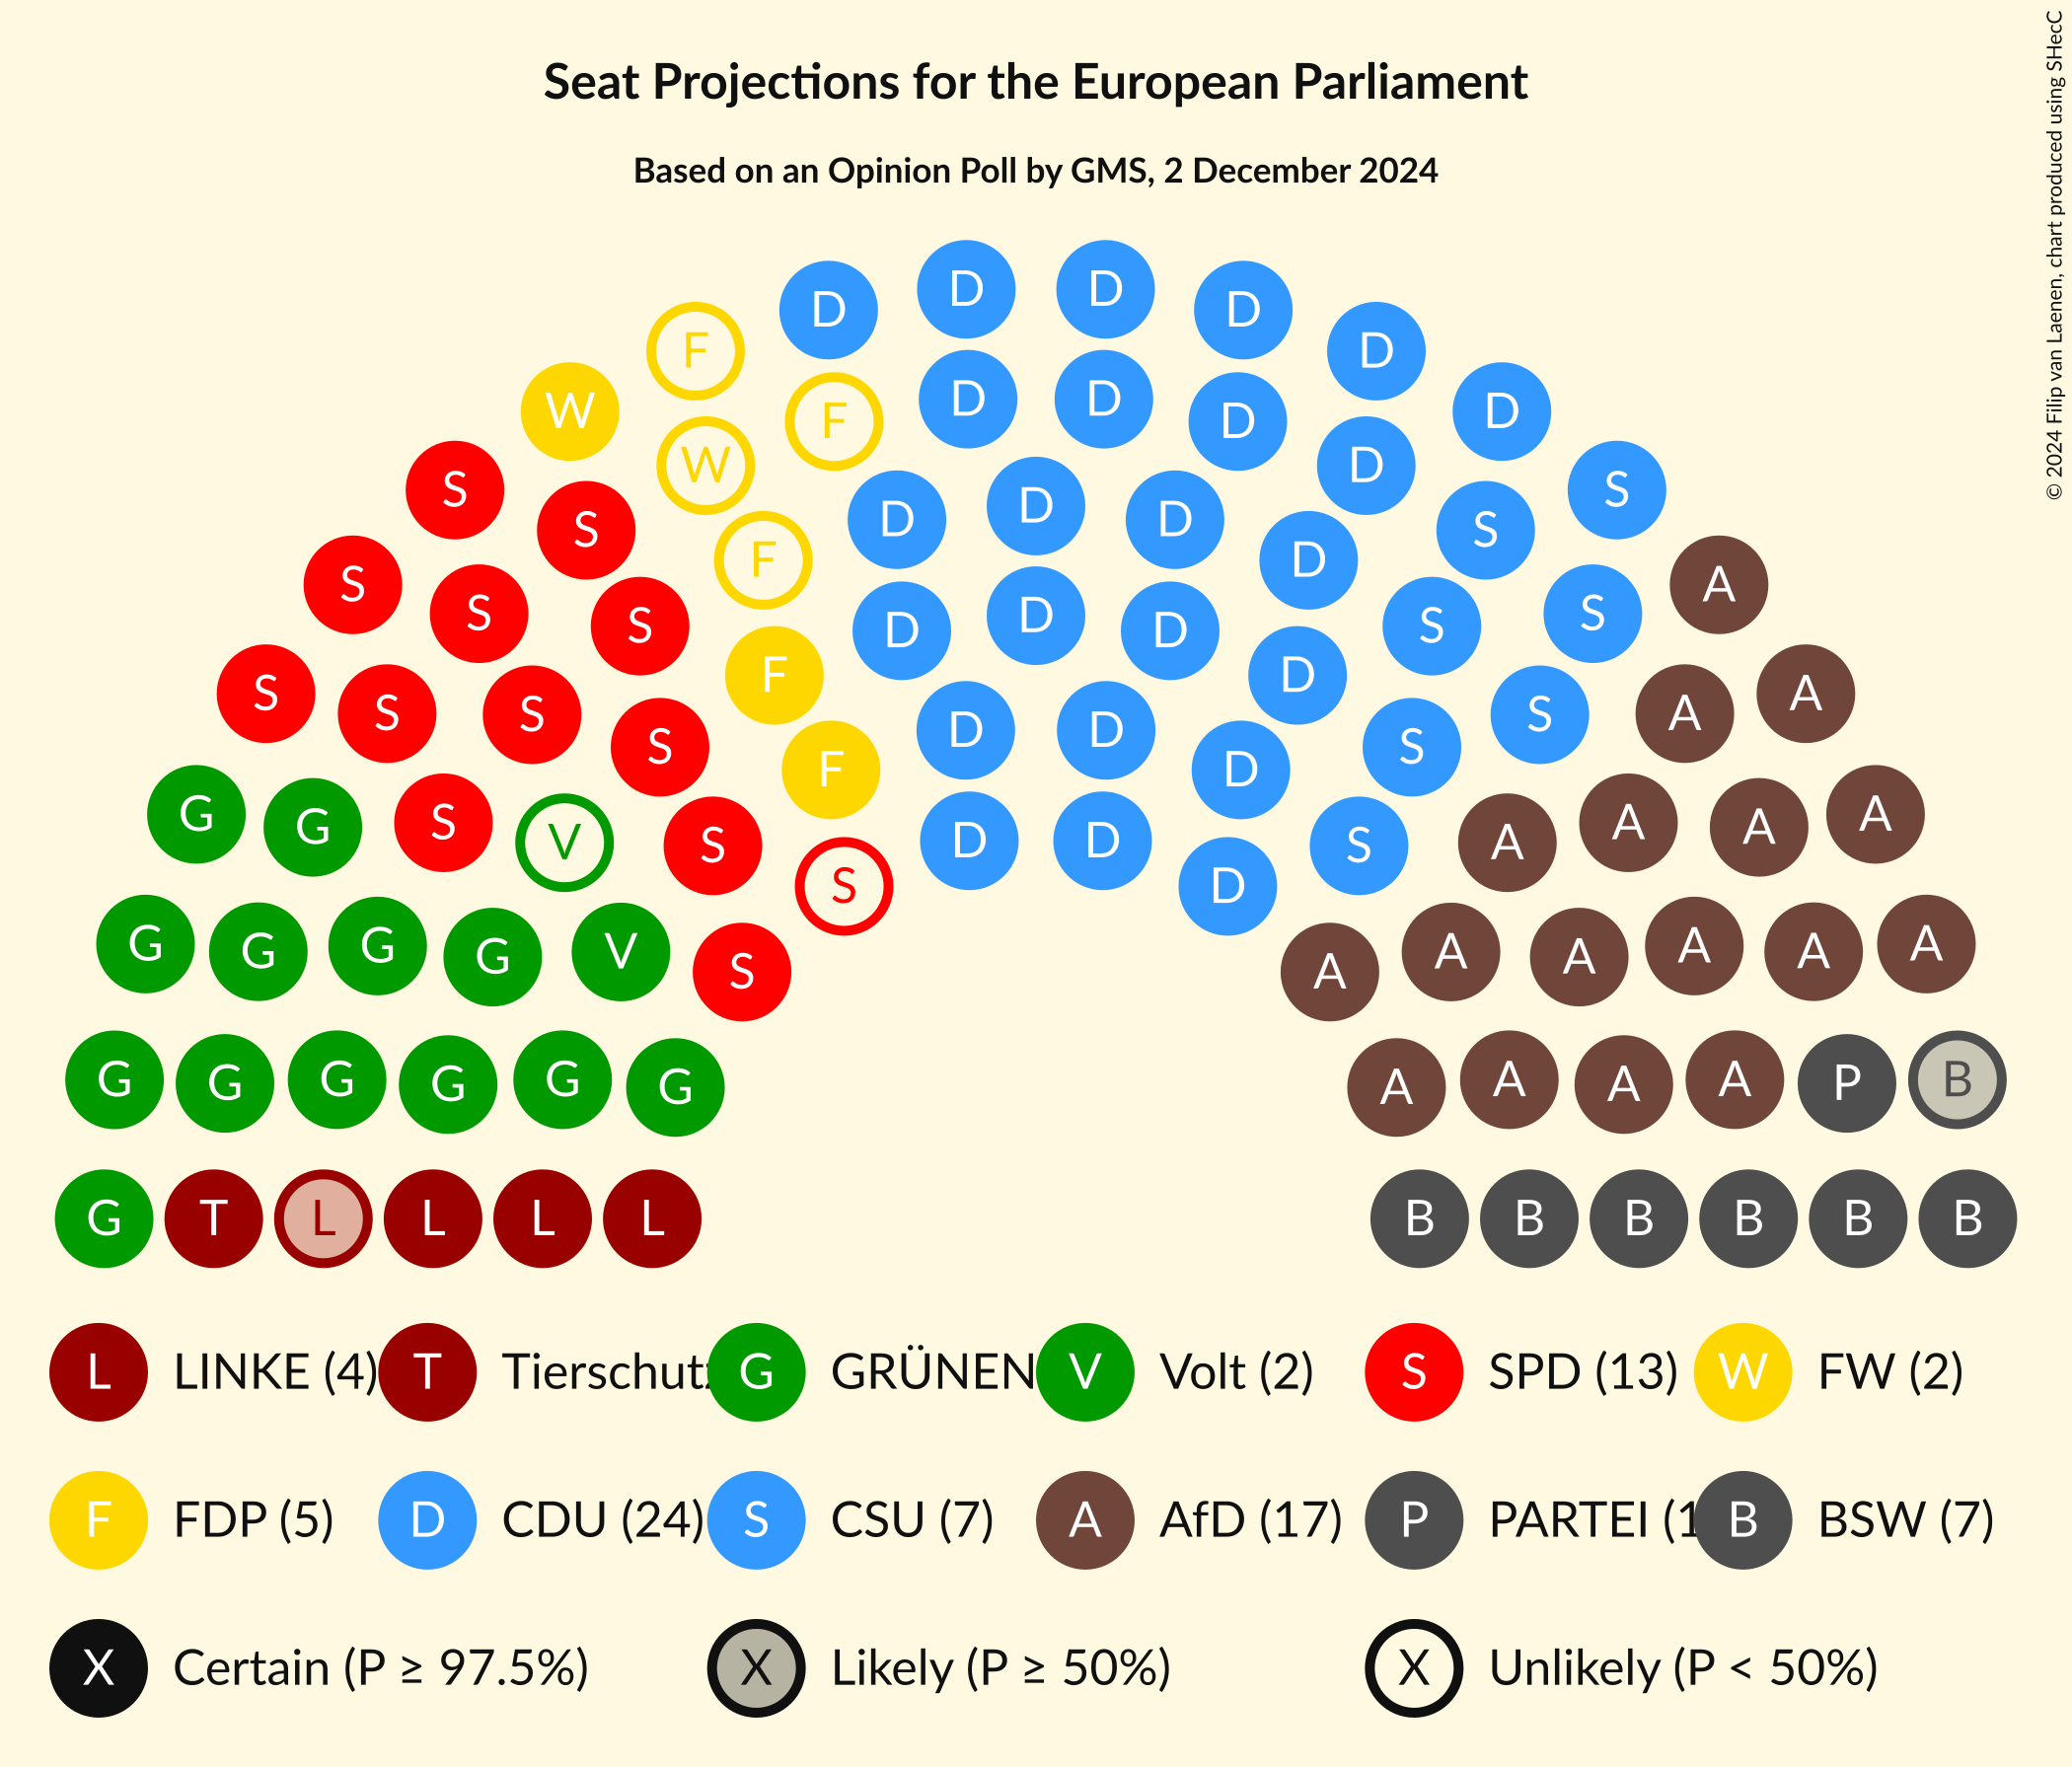 Seat Projections for the European Parliament
Based on an Opinion Poll by GMS, 2 December 2024
© 2024 Filip van Laenen, chart produced using SHecC
D D D D
F D
W F D D D D
W D
S S
S D D D S
S F D A
S S D D D S S
S F D A
S S S D D S S A
F D
G G S V S D D S A A A A
S D
G G G G V S A A A A A A
G G G G G G A A A A P B
G T L L L L B B B B B B
L LINKE (4) T Tierschutz G GRÜNEN V Volt (2) S SPD (13) W FW (2)
F FDP (5) D CDU (24) S CSU (7) A AfD (17) P PARTEI (1 B BSW (7)
X Certain (P ≥ 97.5%) X Likely (P ≥ 50%) X Unlikely (P < 50%)